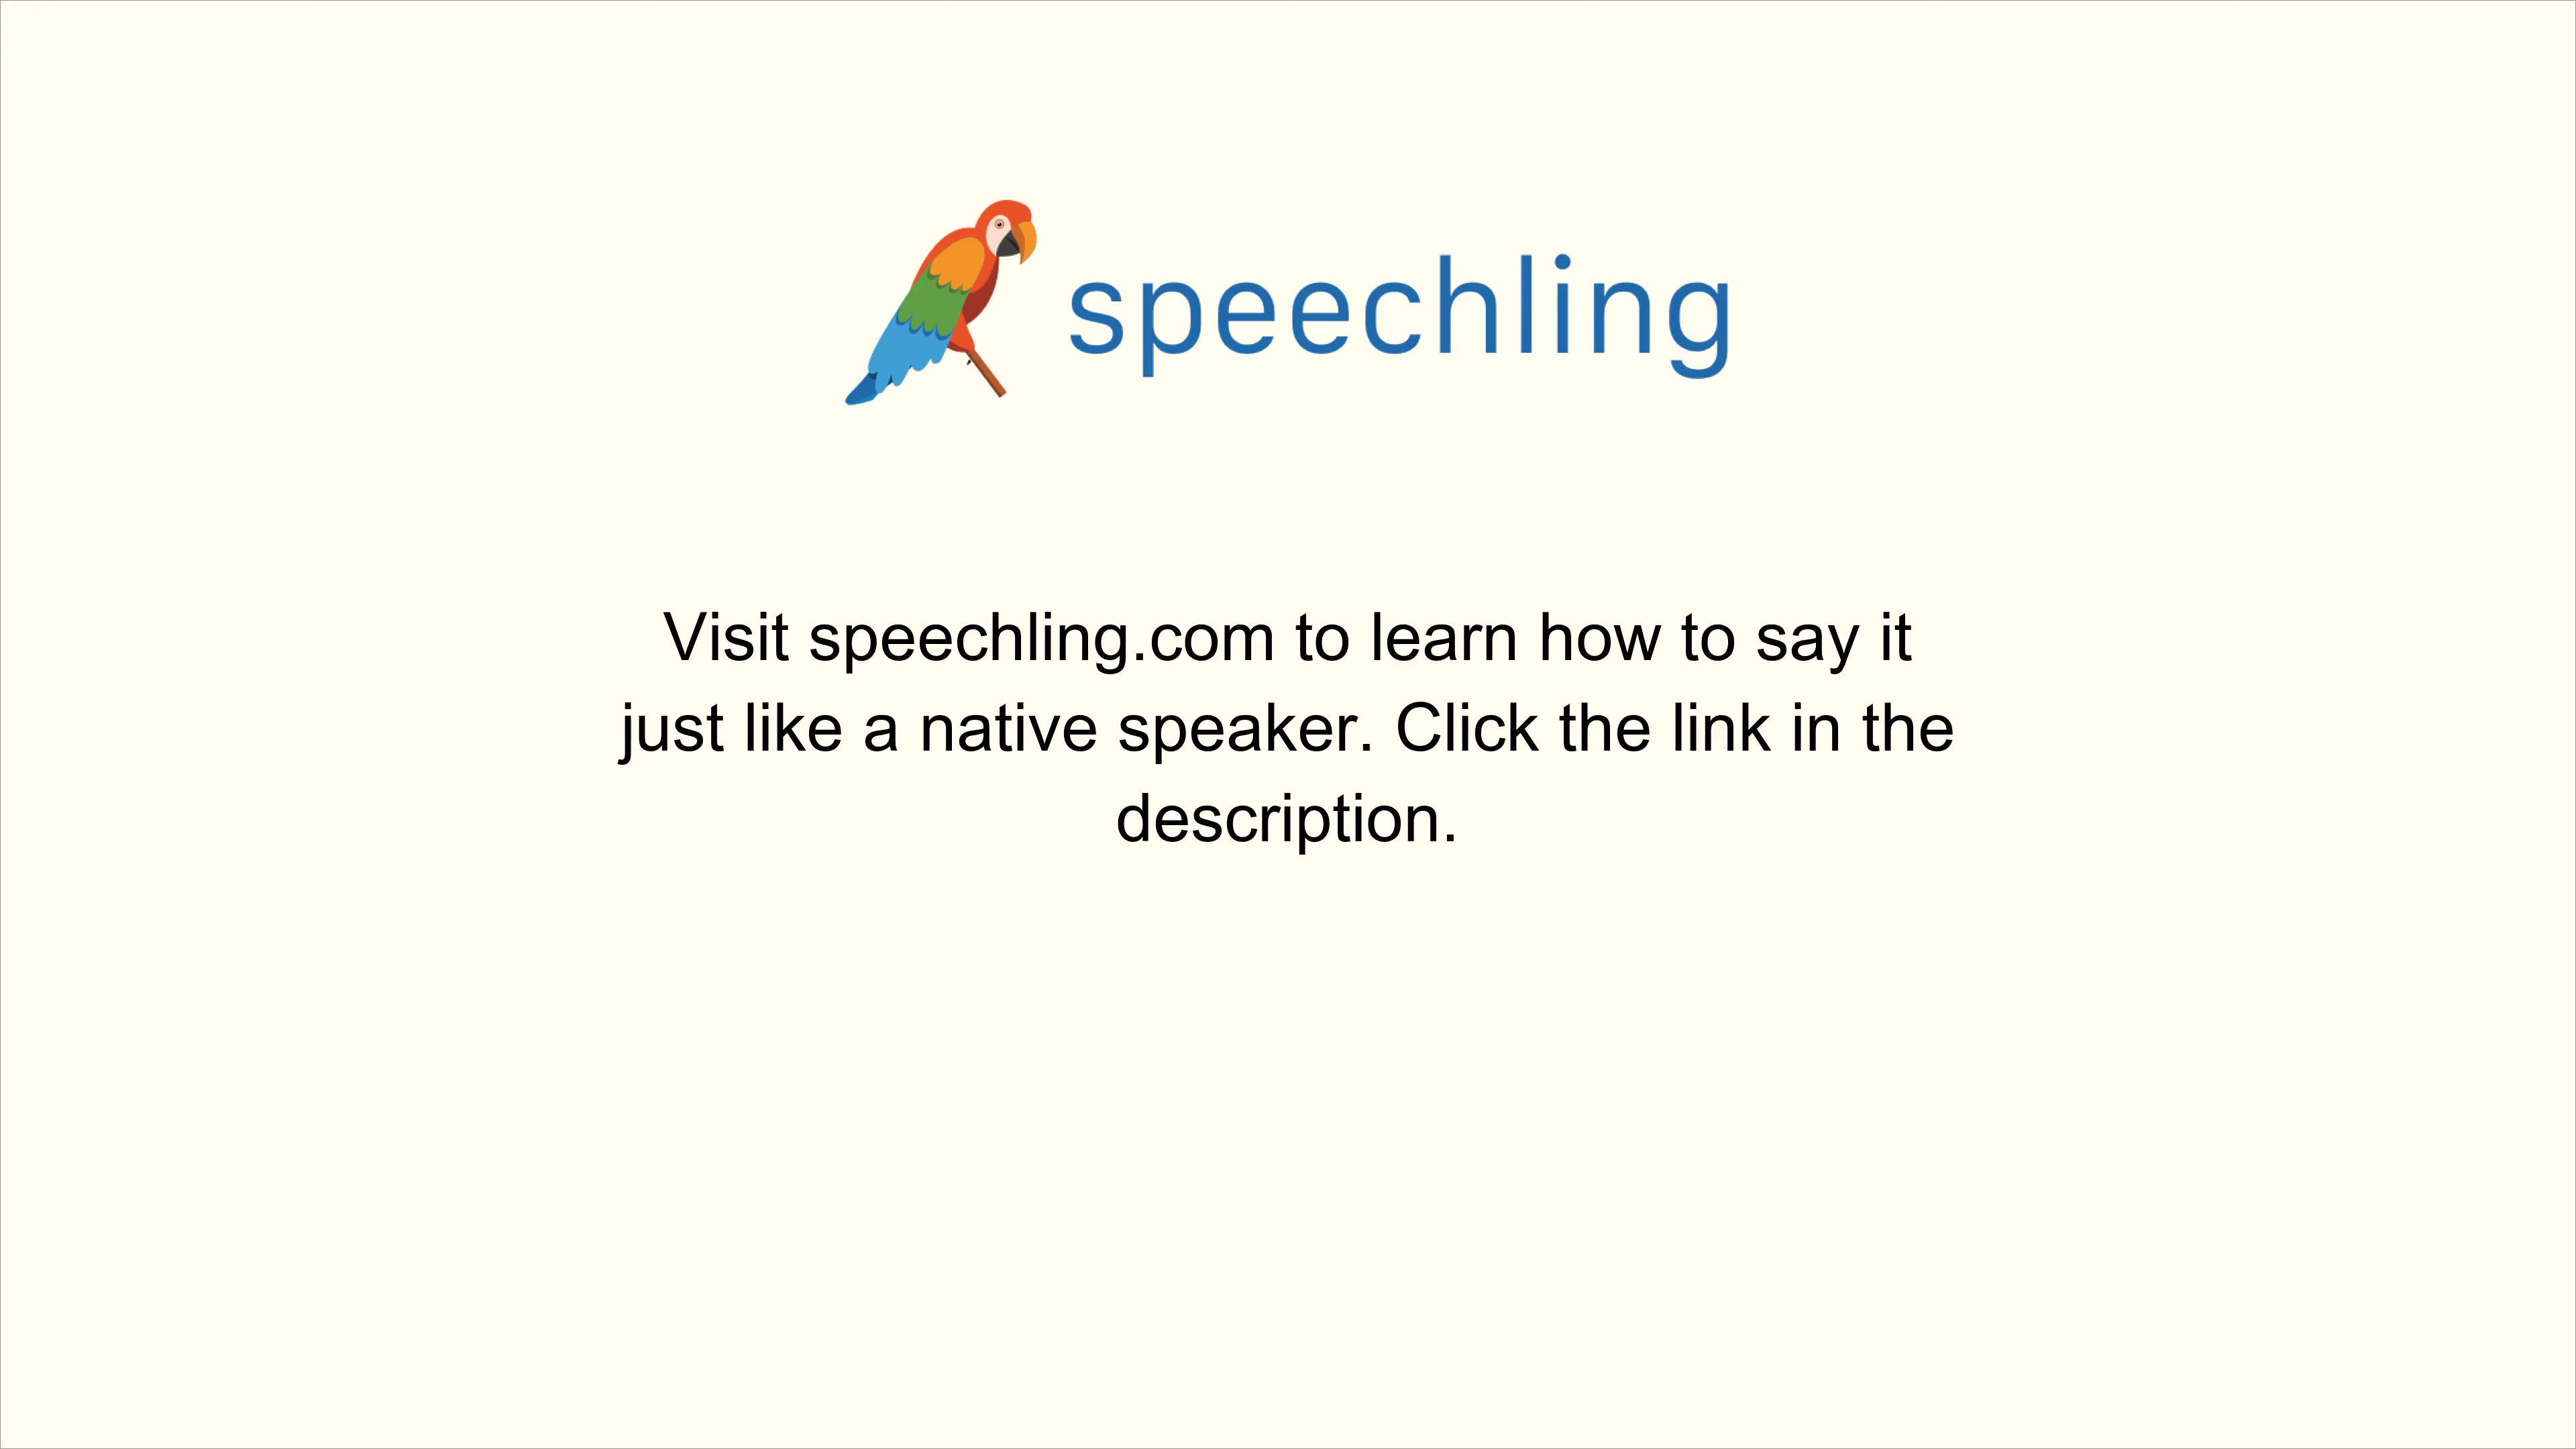 speechling
Visit speechling.com to learn how to say it
just like a native speaker. Click the link in the
description.